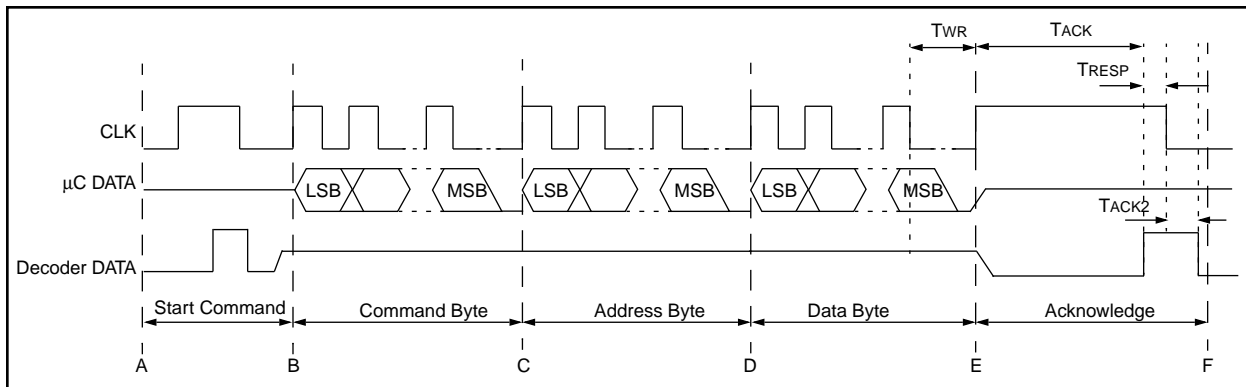 TWR
TACK
TRESP
CLK
µC DATA
LSB
MSB
LSB
MSB
LSB
MSB
TACK2
Decoder DATA
Start Command
Command Byte
Address Byte
Data Byte
Acknowledge
A
B
C
D
E
F